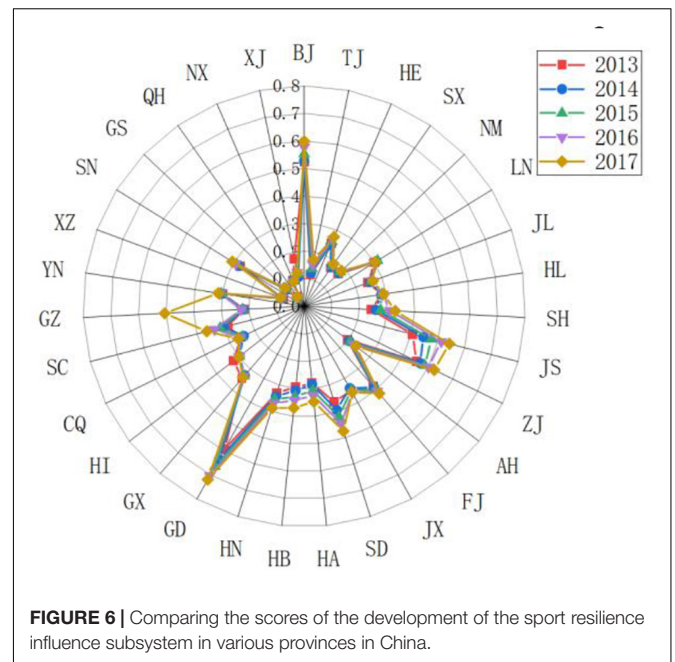 XJ BJ TJ
NX HE
QH SX
GS NM
SN LN
XZ JL
YN HL
GZ SH
SC JS
CQ ZJ
HI AH
GX FJ
GD JX
HN SD
HB HA
0.8
0.7
0.6
0.5
0.4
0.3
2013
2014
2015
2016
2017
FIGURE 6 | Comparing the scores of the development of the sport resilience
influence subsystem in various provinces in China.